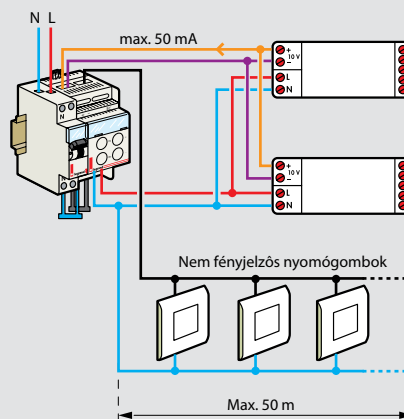 N L
max. 50 mA
+
10 V
–
L
N
+
10 V
–
L
N
N
N
Nem fényjelzős nyomógombok
Max. 50 m